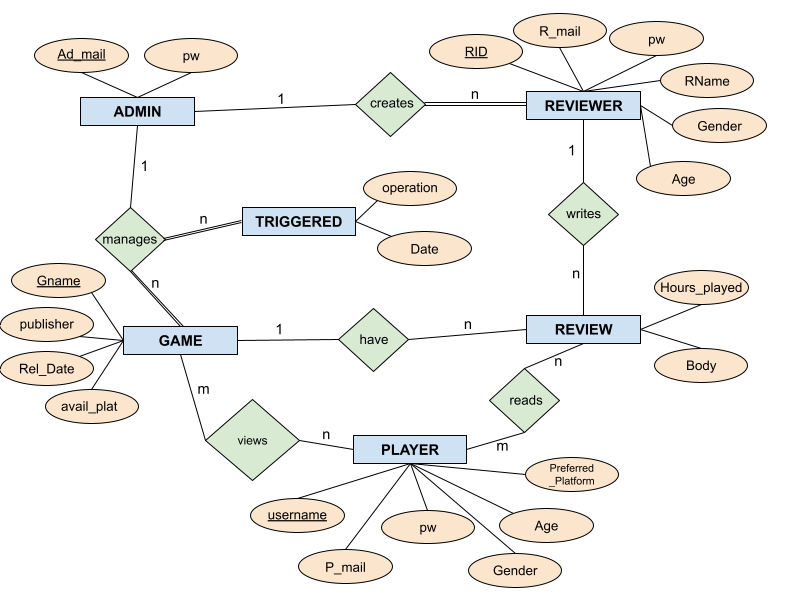 R_mail
Ad_mail
pw
RID
pw
RName
1
creates
n
ADMIN
REVIEWER
Gender
1
1
Age
operation
n
TRIGGERED
writes
manages
Date
Gname
n
n
Hours_played
publisher
1
n
GAME
have
REVIEW
Rel_Date
n
Body
avail_plat
m
reads
n
views
m
PLAYER
Preferred
_Platform
username
pw
Age
P_mail
Gender